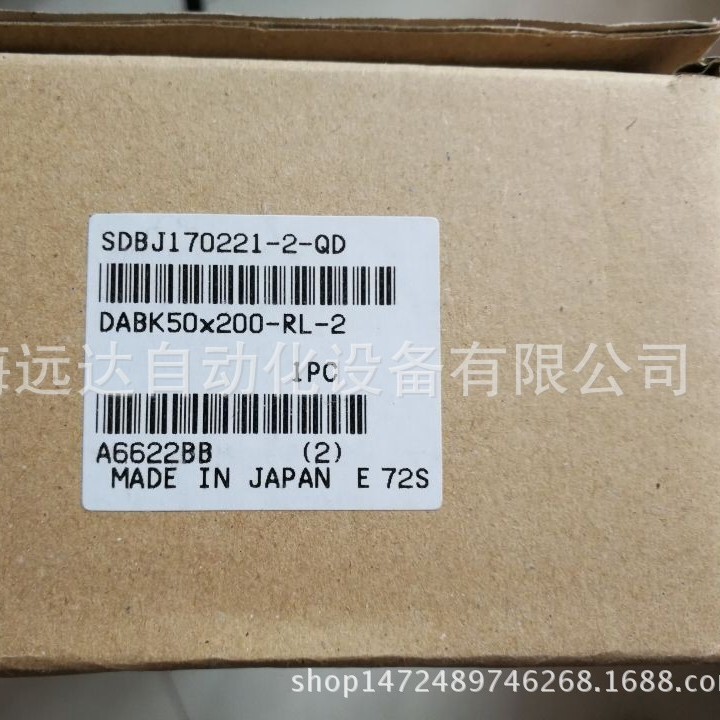 SDBJ170221-2-QD
DABK50x200-RL-2
海远达自动化设备有限公司
1PC
A6622BB (2)
MADE IN JAPAN E 72S
shop1472489746268.1688.com